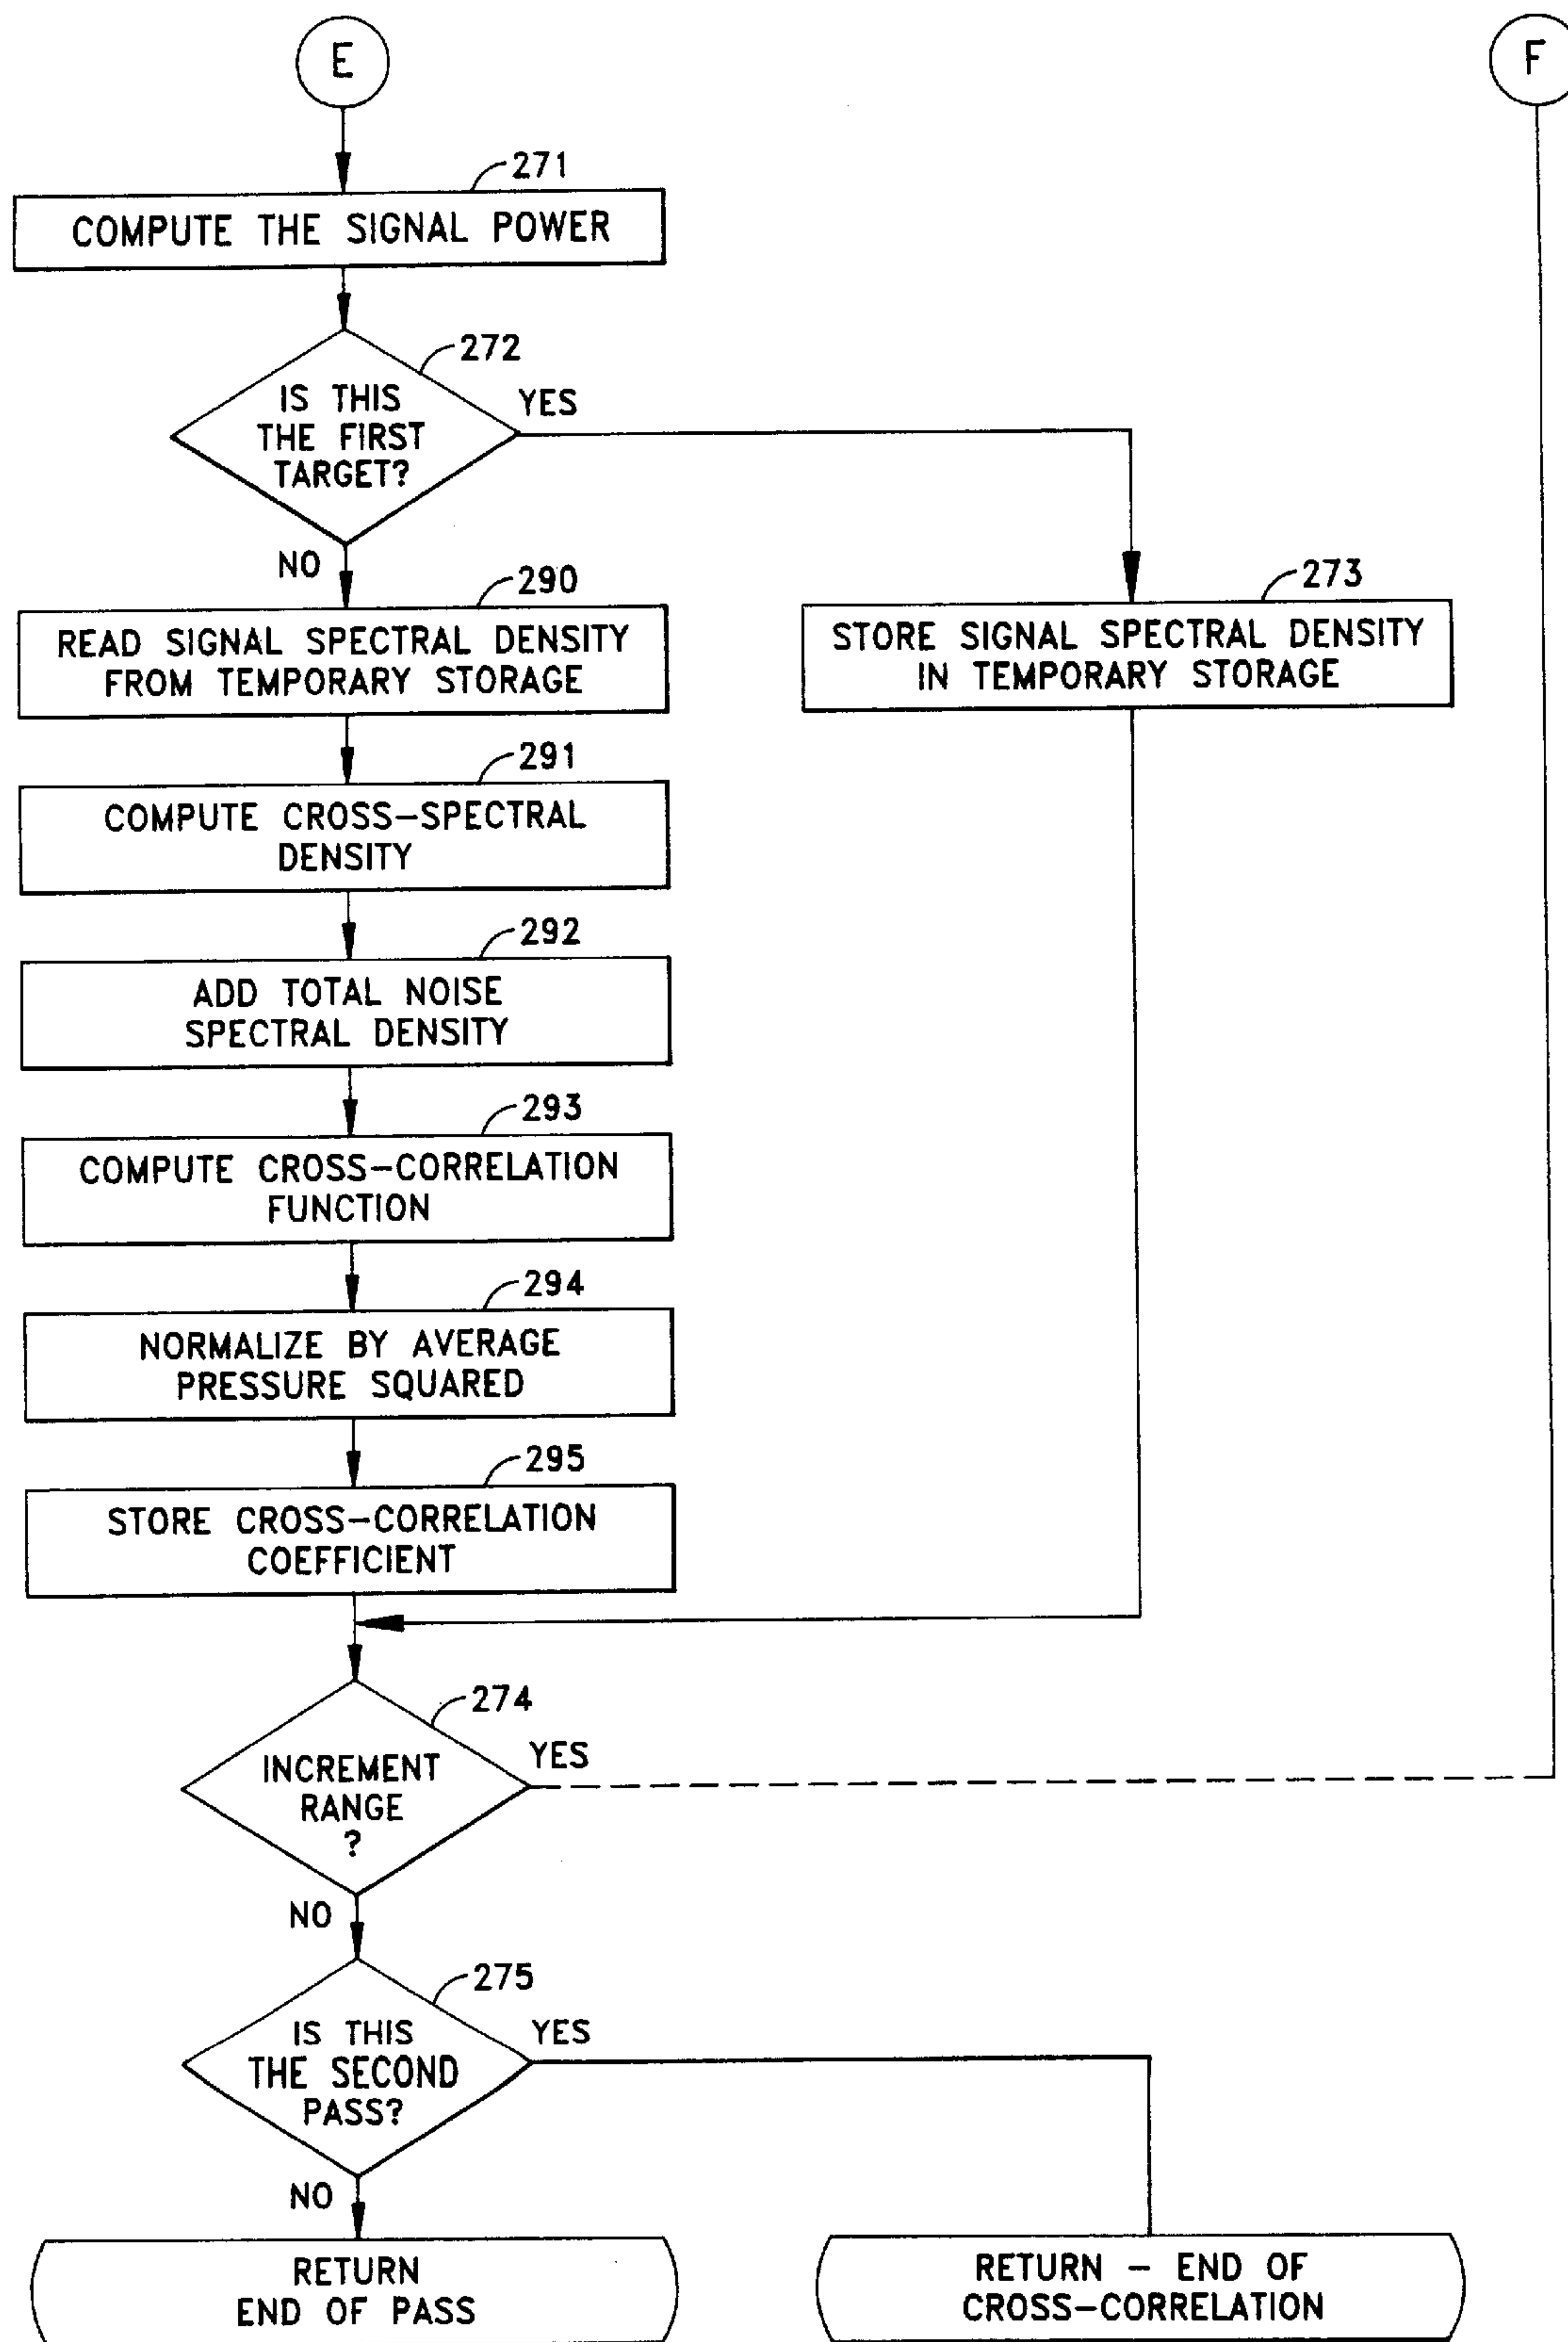 E
F
271
COMPUTE THE SIGNAL POWER
272
IS THIS
THE FIRST
TARGET?
YES
NO
290
READ SIGNAL SPECTRAL DENSITY
FROM TEMPORARY STORAGE
273
STORE SIGNAL SPECTRAL DENSITY
IN TEMPORARY STORAGE
291
COMPUTE CROSS-SPECTRAL
DENSITY
292
ADD TOTAL NOISE
SPECTRAL DENSITY
293
COMPUTE CROSS-CORRELATION
FUNCTION
294
NORMALIZE BY AVERAGE
PRESSURE SQUARED
295
STORE CROSS-CORRELATION
COEFFICIENT
274
INCREMENT
RANGE
?
YES
NO
275
IS THIS
THE SECOND
PASS?
YES
NO
RETURN
END OF PASS
RETURN - END OF
CROSS-CORRELATION